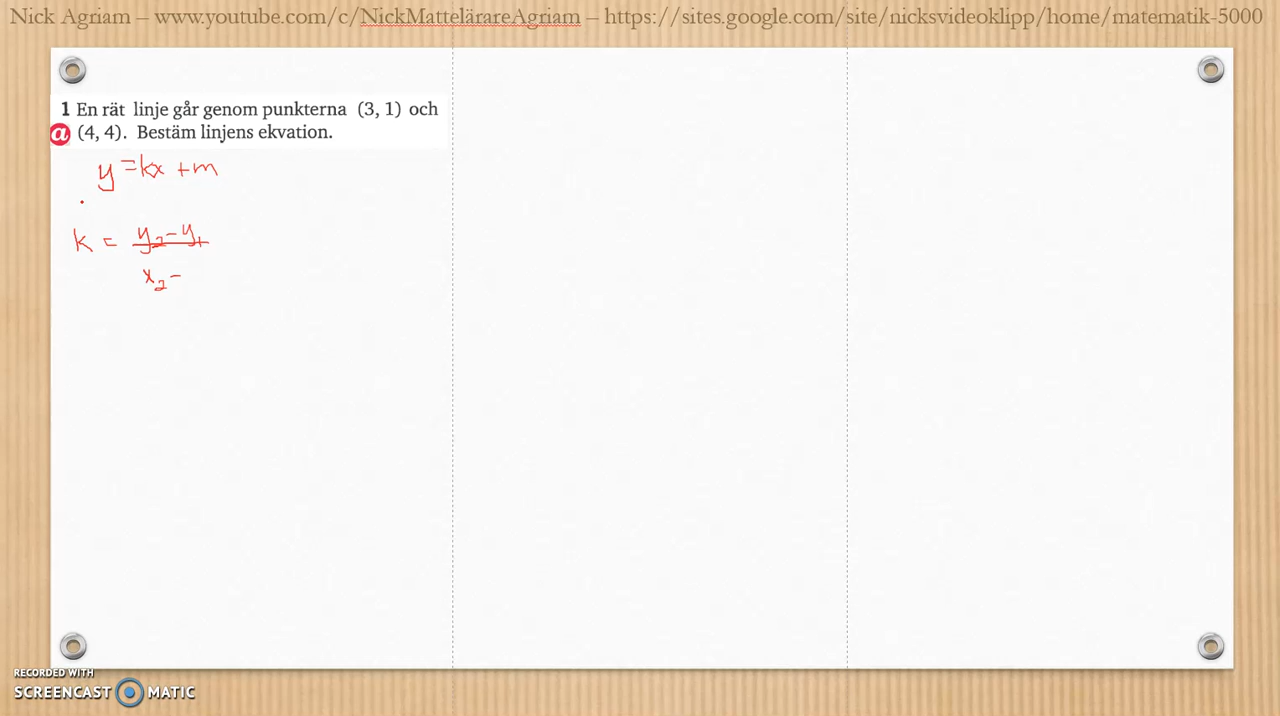 Nick Agriam – www.youtube.com/c/NickMattelärareAgriam – https://sites.google.com/site/nicksvideoklipp/home/matematik-5000
1 En rät linje går genom punkterna (3, 1) och
a (4, 4). Bestäm linjens ekvation.
y = kx + m
k = y₂ - y₁
x₂ -
RECORDED WITH
SCREENCAST MATIC